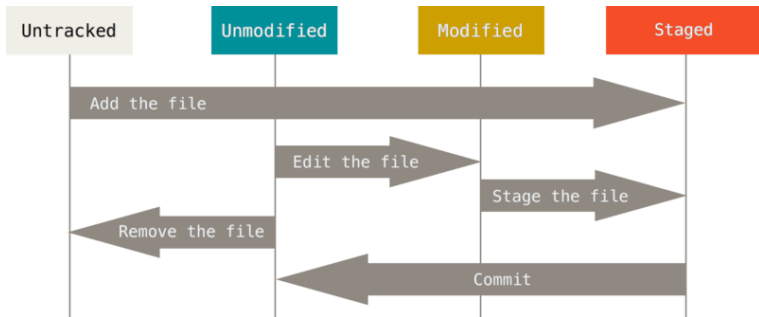 Untracked
Unmodified
Modified
Staged
Add the file
Edit the file
Stage the file
Remove the file
Commit